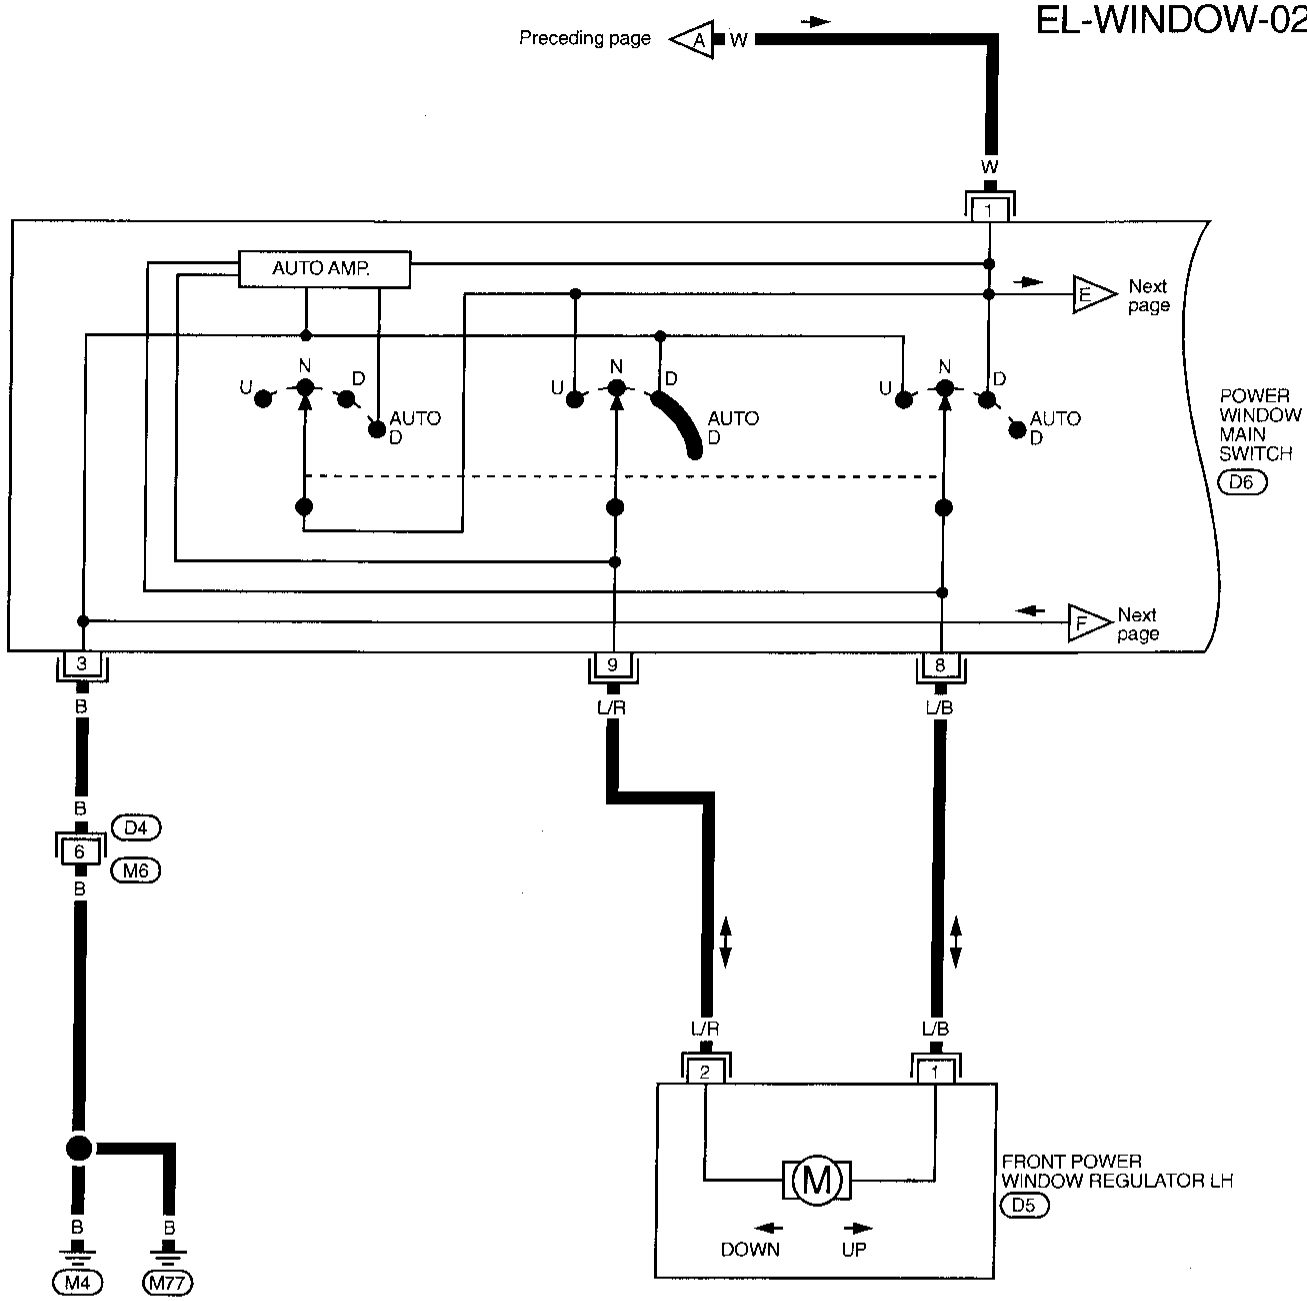 EL-WINDOW-02
Preceding page
A
W
W
1
AUTO AMP.
E
Next
page
N
U
D
AUTO
D
N
U
D
AUTO
D
N
U
D
AUTO
D
POWER
WINDOW
MAIN
SWITCH
D6
F
Next
page
3
9
8
B
L/R
L/B
B
D4
6
M6
B
L/R
L/B
2
1
M
FRONT POWER
WINDOW REGULATOR LH
D5
DOWN
UP
B
B
M4
M77